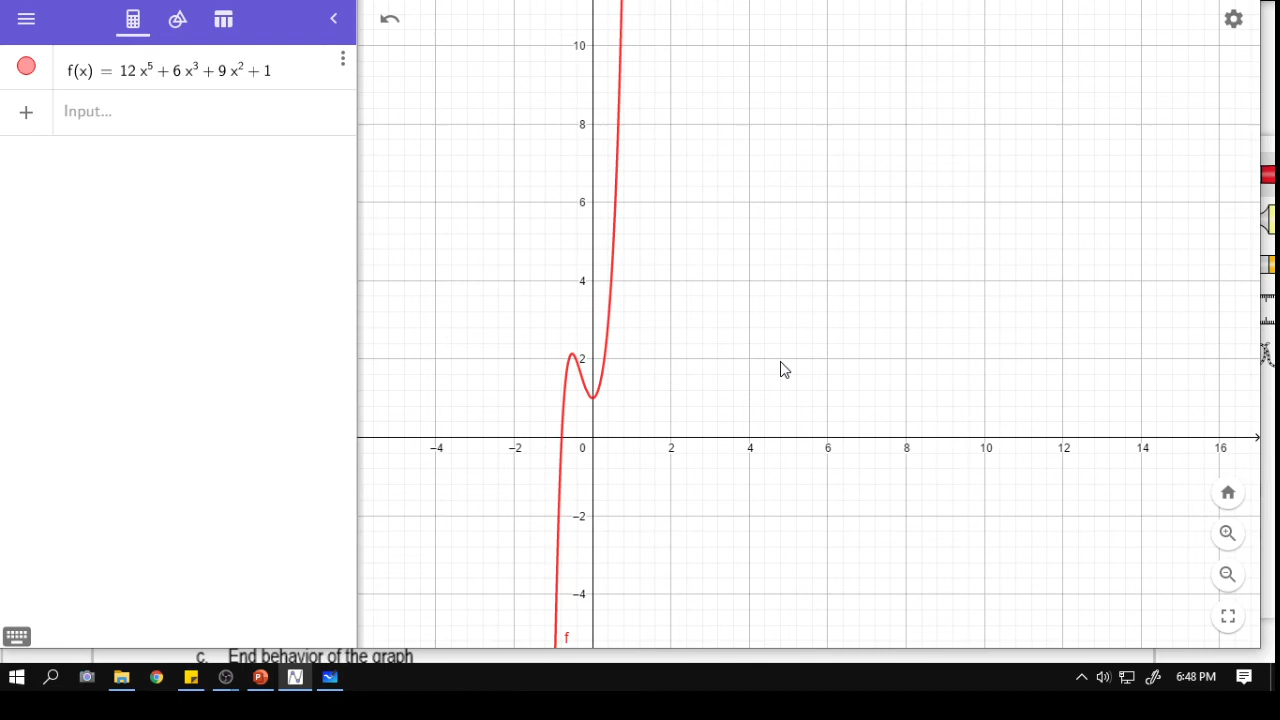 f(x) = 12 x⁵ + 6 x³ + 9 x² + 1
Input...
10
8
6
4
2
–4 –2 0 2 4 6 8 10 12 14 16
–2
–4
f
c. End behavior of the graph
6:48 PM